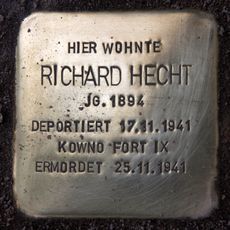 HIER WOHNTE
RICHARD HECHT
JG. 1894
DEPORTIERT 17.11.1941
KOWNO FORT IX
ERMORDET 25.11.1941